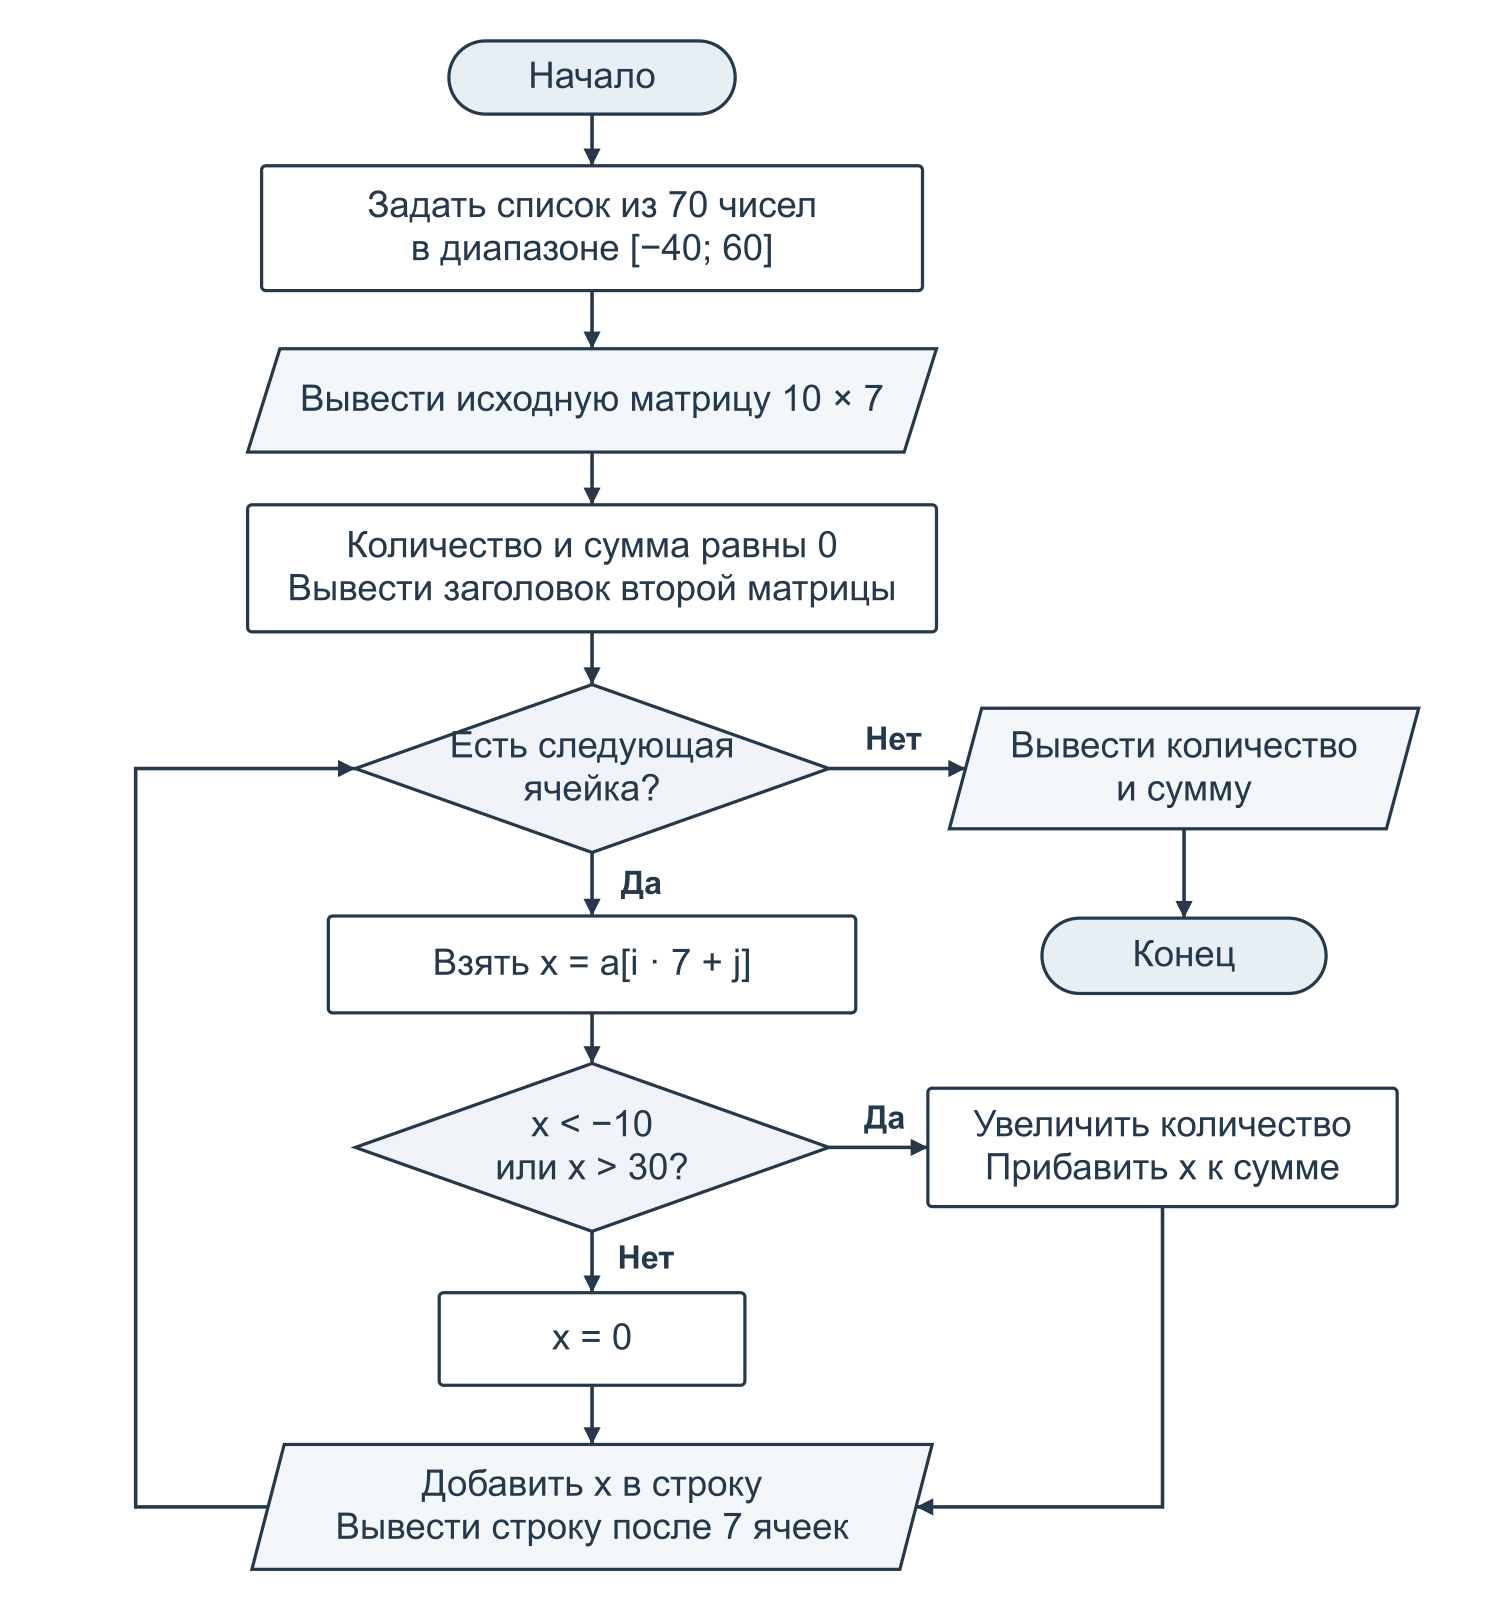 Начало
Задать список из 70 чисел
в диапазоне [−40; 60]
Вывести исходную матрицу 10 × 7
Количество и сумма равны 0
Вывести заголовок второй матрицы
Есть следующая
ячейка?
Нет
Вывести количество
и сумму
Да
Взять x = a[i · 7 + j]
Конец
x < −10
или x > 30?
Да
Увеличить количество
Прибавить x к сумме
Нет
x = 0
Добавить x в строку
Вывести строку после 7 ячеек